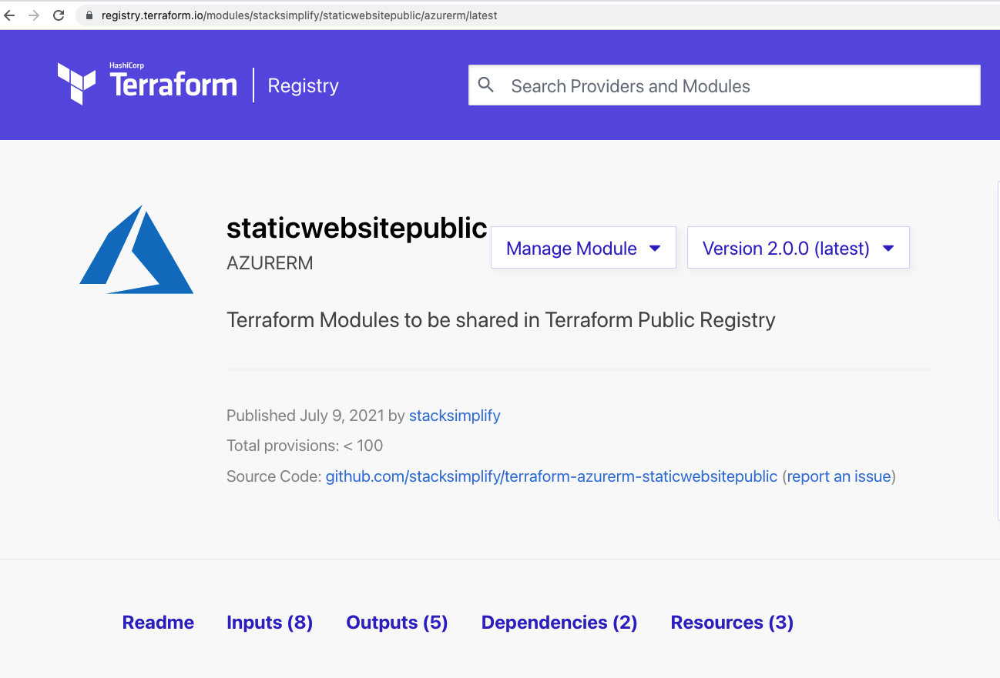 registry.terraform.io/modules/stacksimplify/staticwebsitepublic/azurerm/latest
HashiCorp
Terraform
Registry
Search Providers and Modules
staticwebsitepublic
AZURERM
Manage Module
Version 2.0.0 (latest)
Terraform Modules to be shared in Terraform Public Registry
Published July 9, 2021 by stacksimplify
Total provisions: < 100
Source Code: github.com/stacksimplify/terraform-azurerm-staticwebsitepublic (report an issue)
Readme Inputs (8) Outputs (5) Dependencies (2) Resources (3)